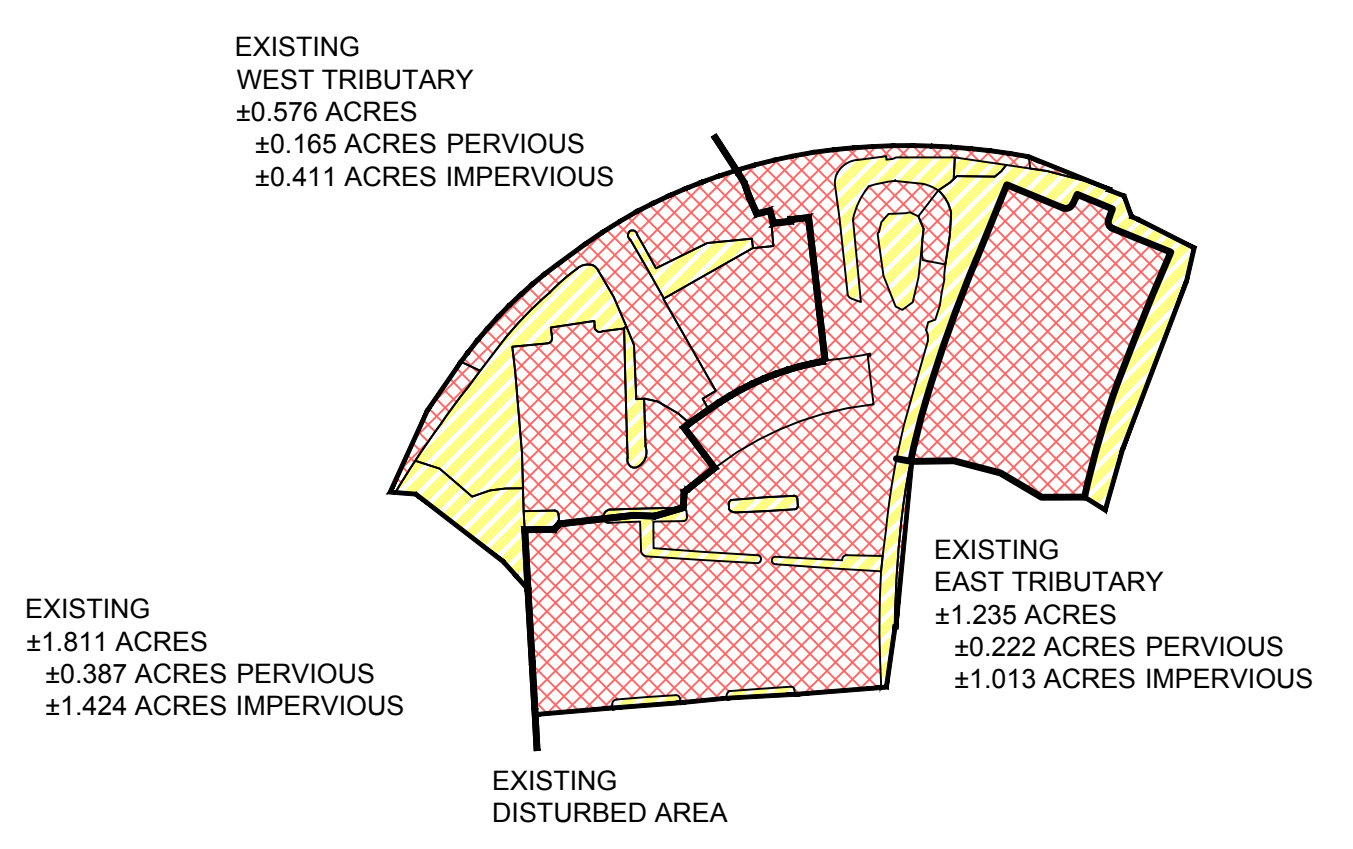 EXISTING
WEST TRIBUTARY
±0.576 ACRES
±0.165 ACRES PERVIOUS
±0.411 ACRES IMPERVIOUS
EXISTING
EAST TRIBUTARY
±1.235 ACRES
±0.222 ACRES PERVIOUS
±1.013 ACRES IMPERVIOUS
EXISTING
±1.811 ACRES
±0.387 ACRES PERVIOUS
±1.424 ACRES IMPERVIOUS
EXISTING
DISTURBED AREA